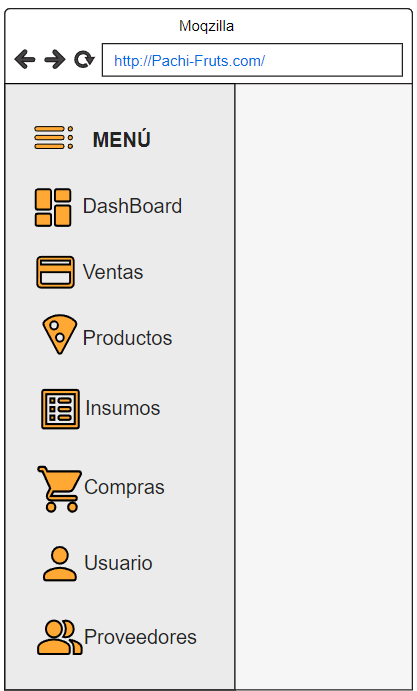 Moqzilla
http://Pachi-Fruts.com/
MENÚ
DashBoard
Ventas
Productos
Insumos
Compras
Usuario
Proveedores